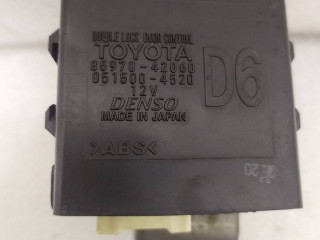 DOUBLE LOCK DOOR CONTROL
TOYOTA
85970-42060
051500-4520
12V
DENSO
MADE IN JAPAN
D6
>ABS<